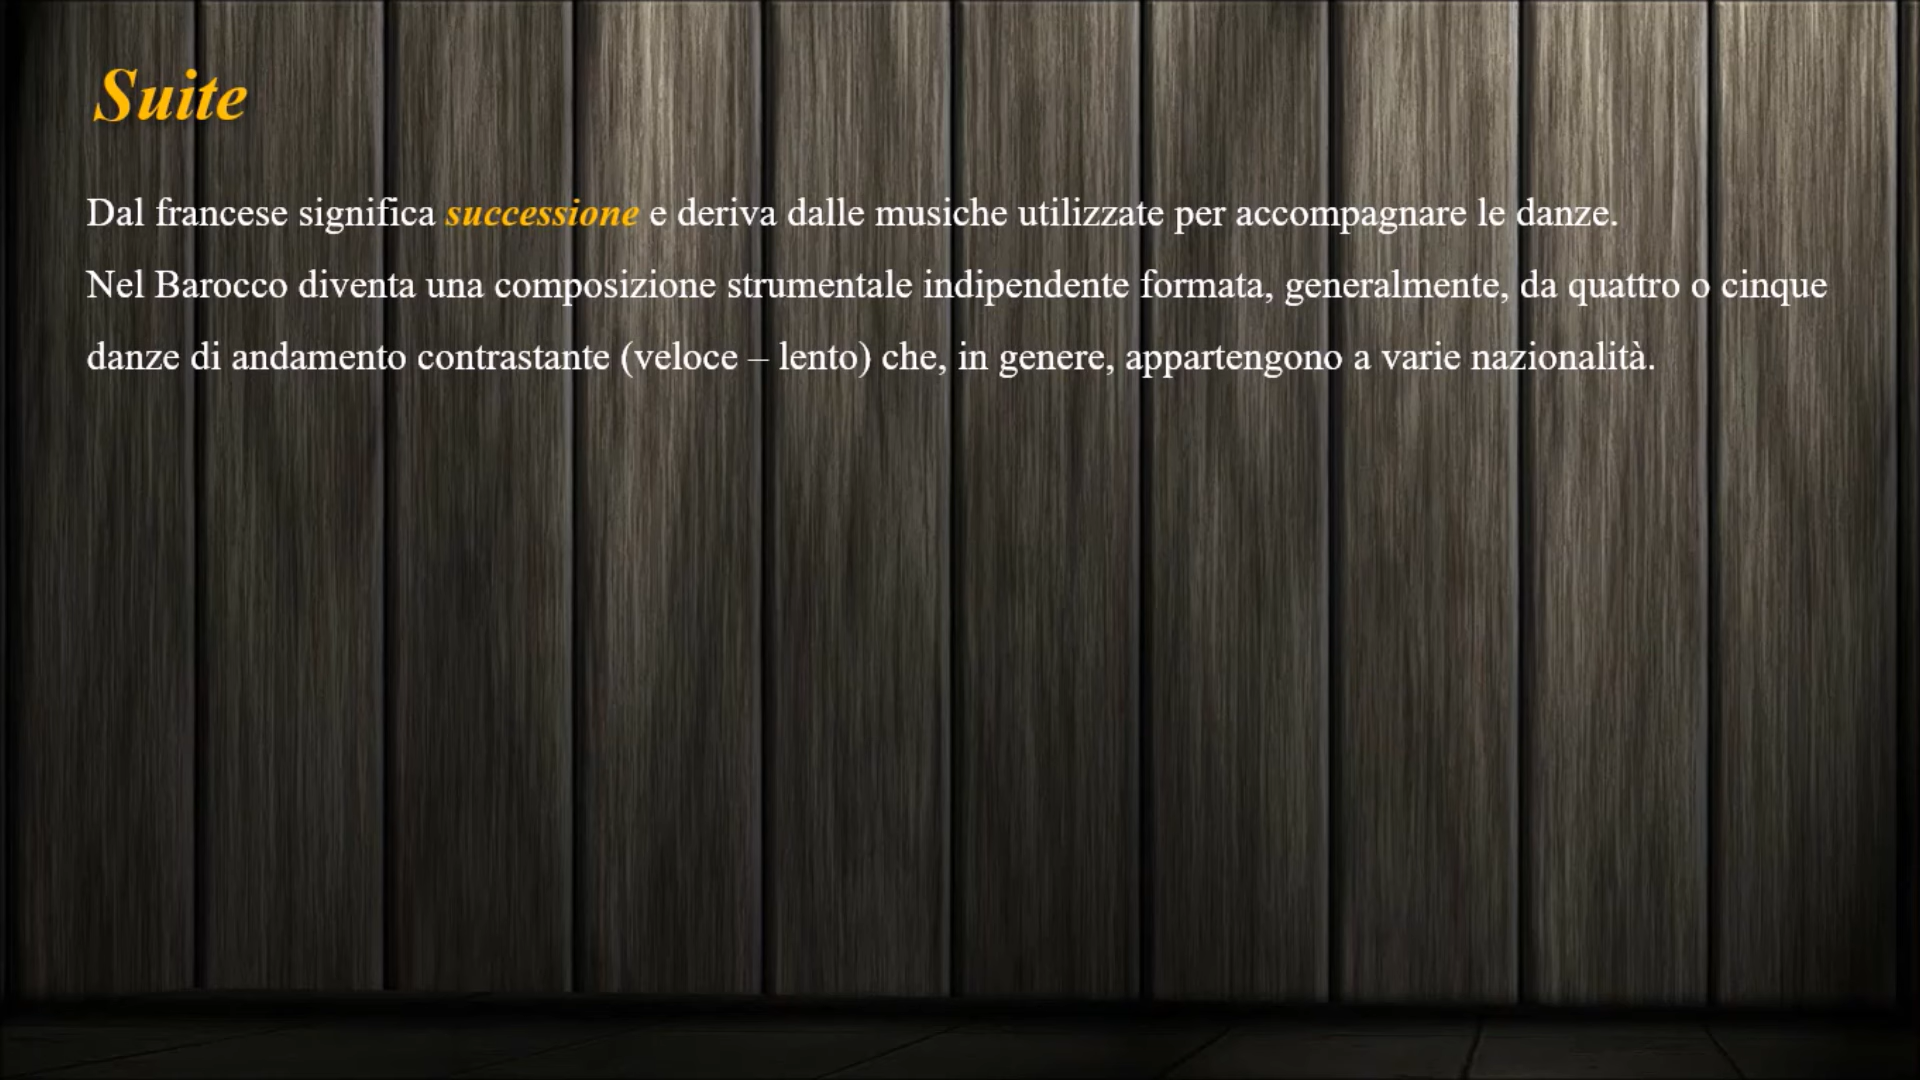 Suite
Dal francese significa successione e deriva dalle musiche utilizzate per accompagnare le danze.
Nel Barocco diventa una composizione strumentale indipendente formata, generalmente, da quattro o cinque
danze di andamento contrastante (veloce – lento) che, in genere, appartengono a varie nazionalità.